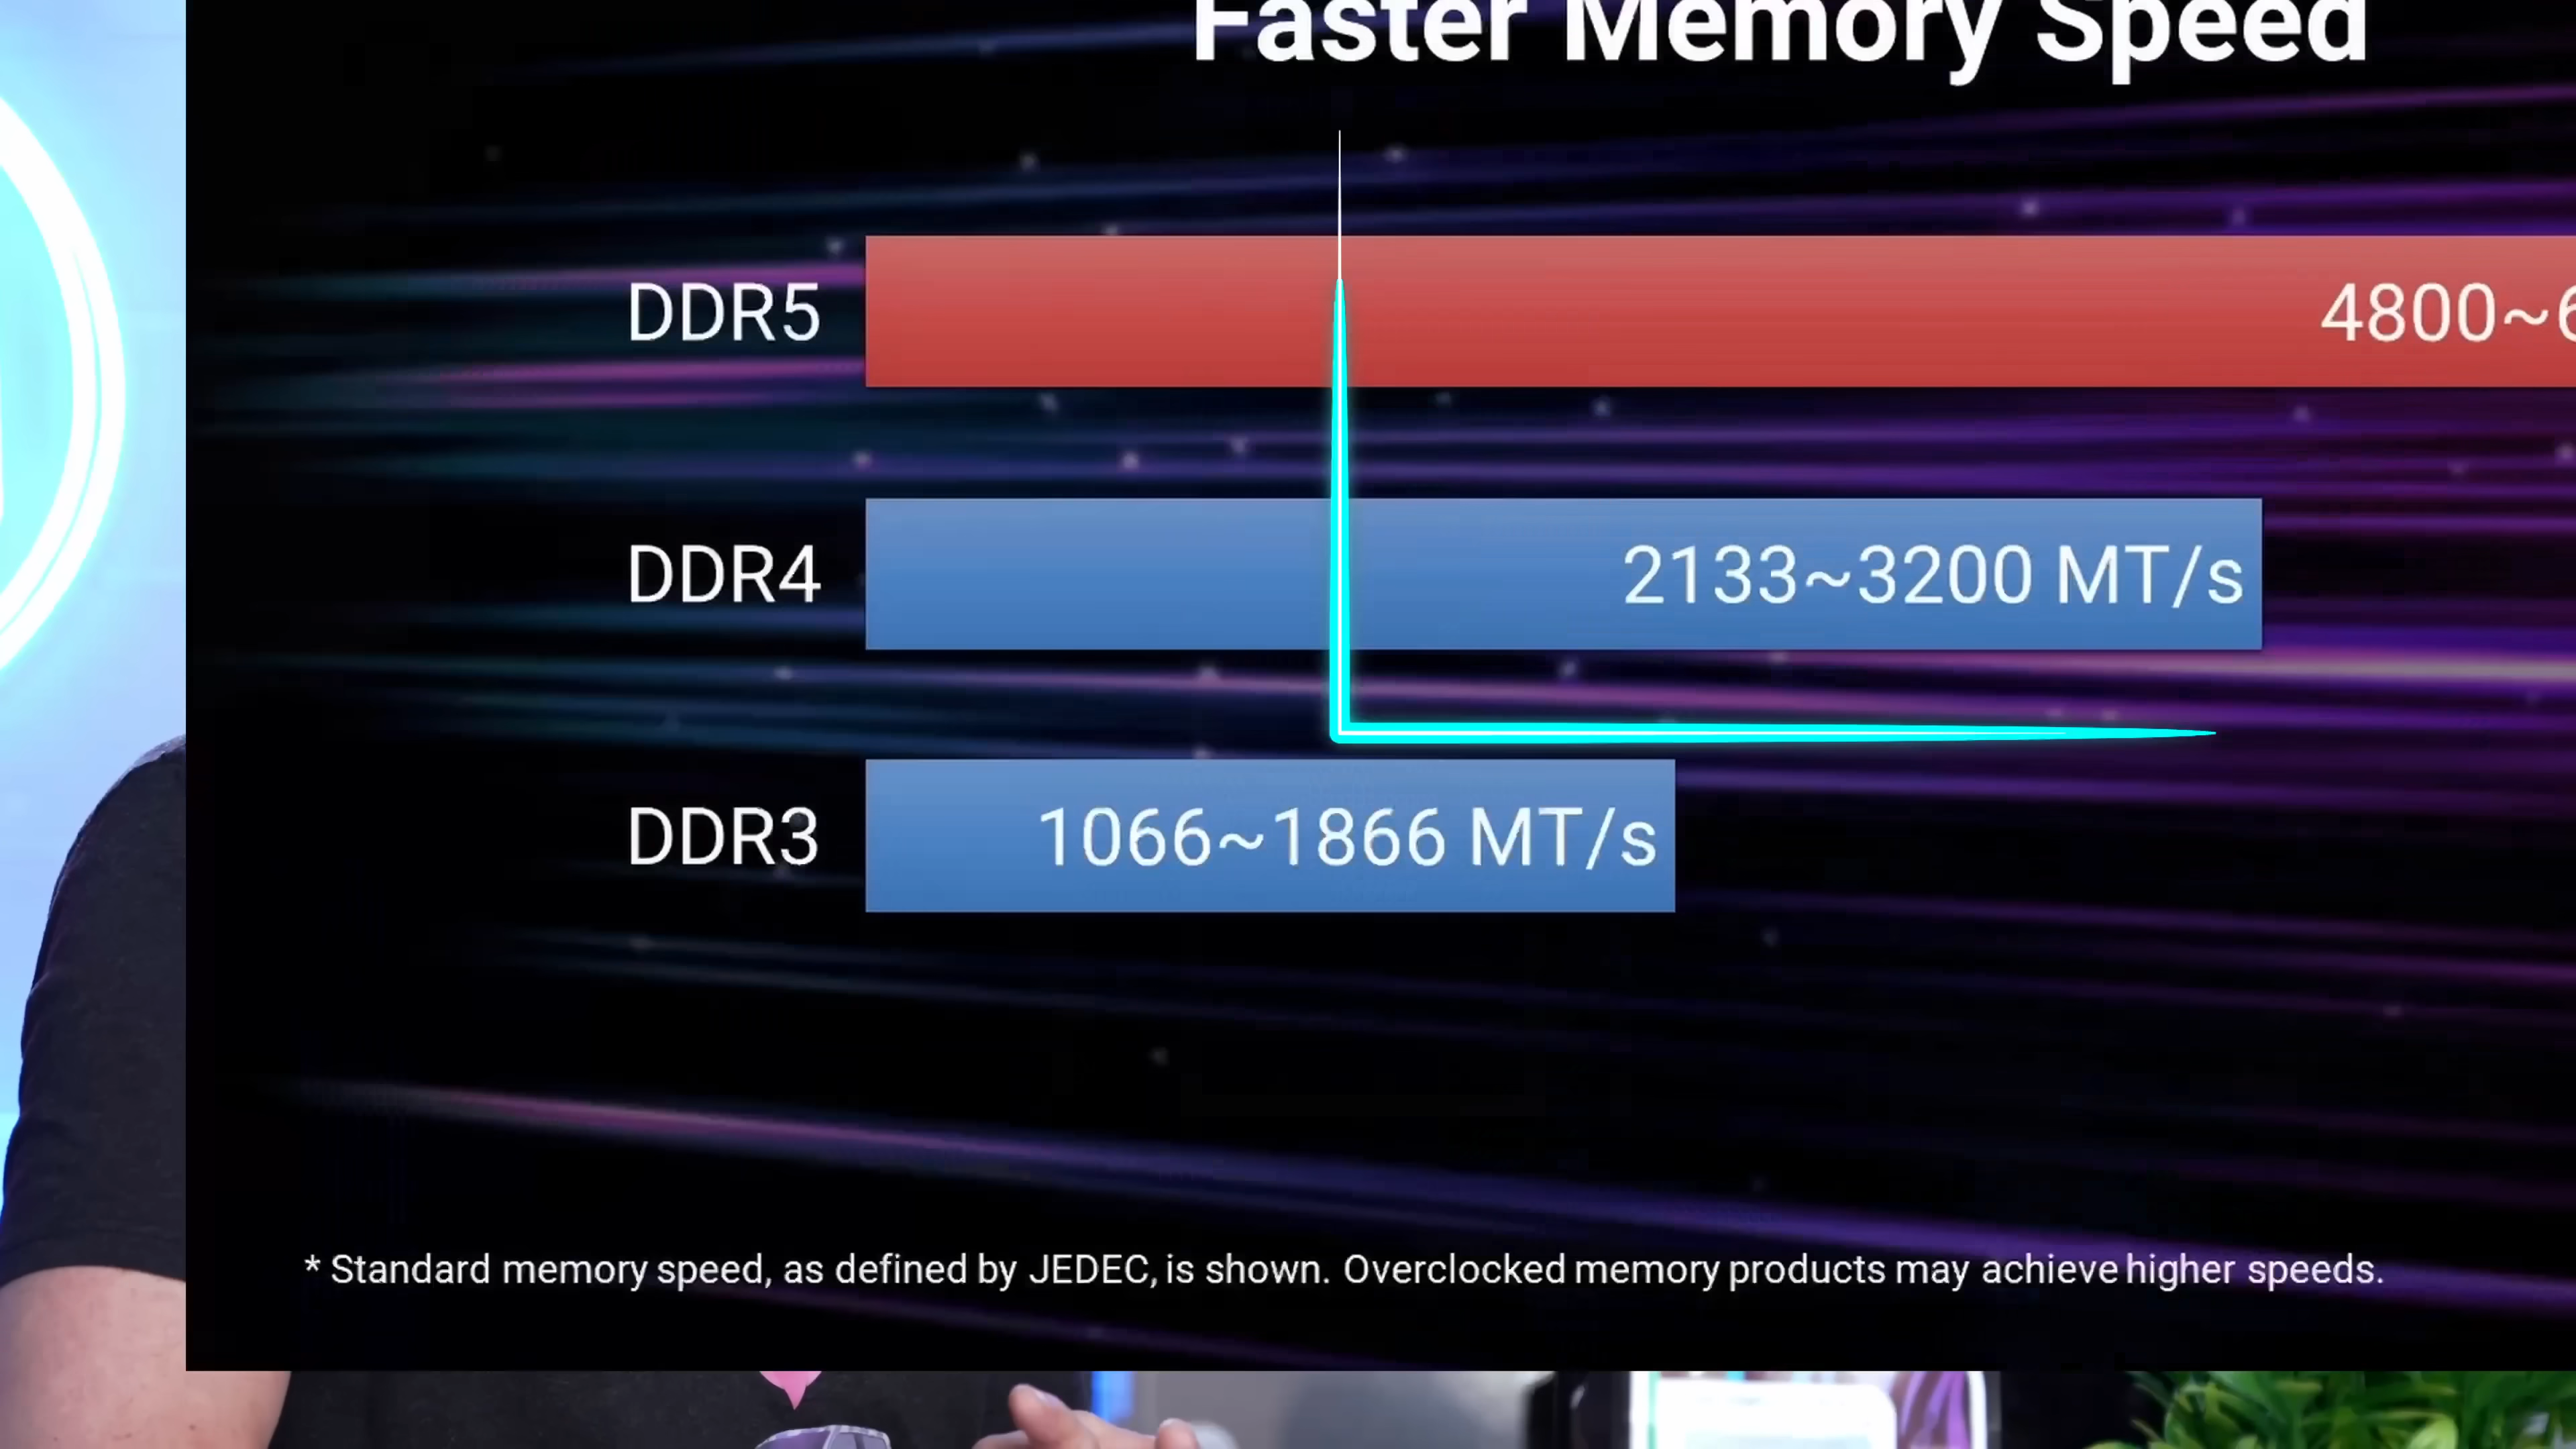 Faster Memory Speed
DDR5
4800~6
DDR4
2133~3200 MT/s
DDR3
1066~1866 MT/s
* Standard memory speed, as defined by JEDEC, is shown. Overclocked memory products may achieve higher speeds.